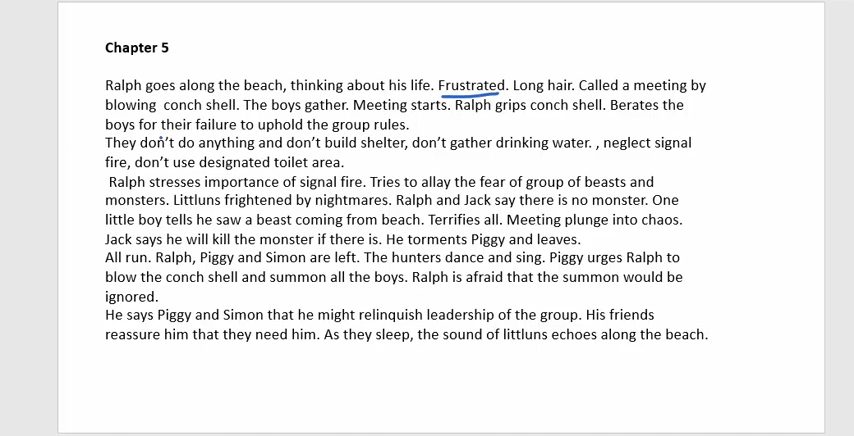 Chapter 5
Ralph goes along the beach, thinking about his life. Frustrated. Long hair. Called a meeting by
blowing  conch shell. The boys gather. Meeting starts. Ralph grips conch shell. Berates the
boys for their failure to uphold the group rules.
They don't do anything and don't build shelter, don't gather drinking water. , neglect signal
fire, don't use designated toilet area.
Ralph stresses importance of signal fire. Tries to allay the fear of group of beasts and
monsters. Littluns frightened by nightmares. Ralph and Jack say there is no monster. One
little boy tells he saw a beast coming from beach. Terrifies all. Meeting plunge into chaos.
Jack says he will kill the monster if there is. He torments Piggy and leaves.
All run. Ralph, Piggy and Simon are left. The hunters dance and sing. Piggy urges Ralph to
blow the conch shell and summon all the boys. Ralph is afraid that the summon would be
ignored.
He says Piggy and Simon that he might relinquish leadership of the group. His friends
reassure him that they need him. As they sleep, the sound of littluns echoes along the beach.